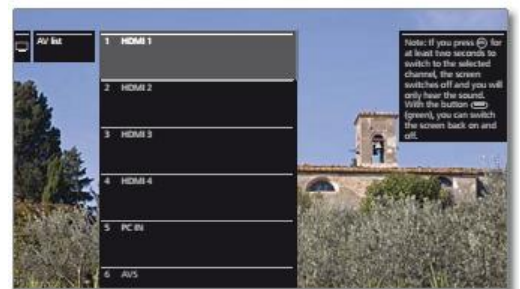 AV list
1 HDMI 1
2 HDMI 2
3 HDMI 3
4 HDMI 4
5 PC IN
6 AVS
Note: If you press OK for
at least two seconds to
switch to the selected
channel, the screen
switches off and you will
only hear the sound.
With the button
(green), you can switch
the screen back on and
off.